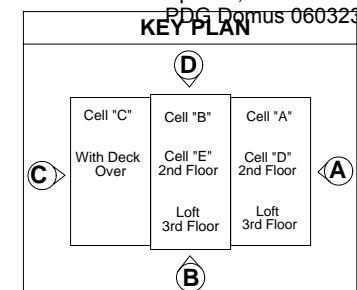 PDG Domus 060323
KEY PLAN
D
Cell "C"
With Deck
Over
Cell "B"
Cell "E"
2nd Floor
Loft
3rd Floor
Cell "A"
Cell "D"
2nd Floor
Loft
3rd Floor
C
A
B